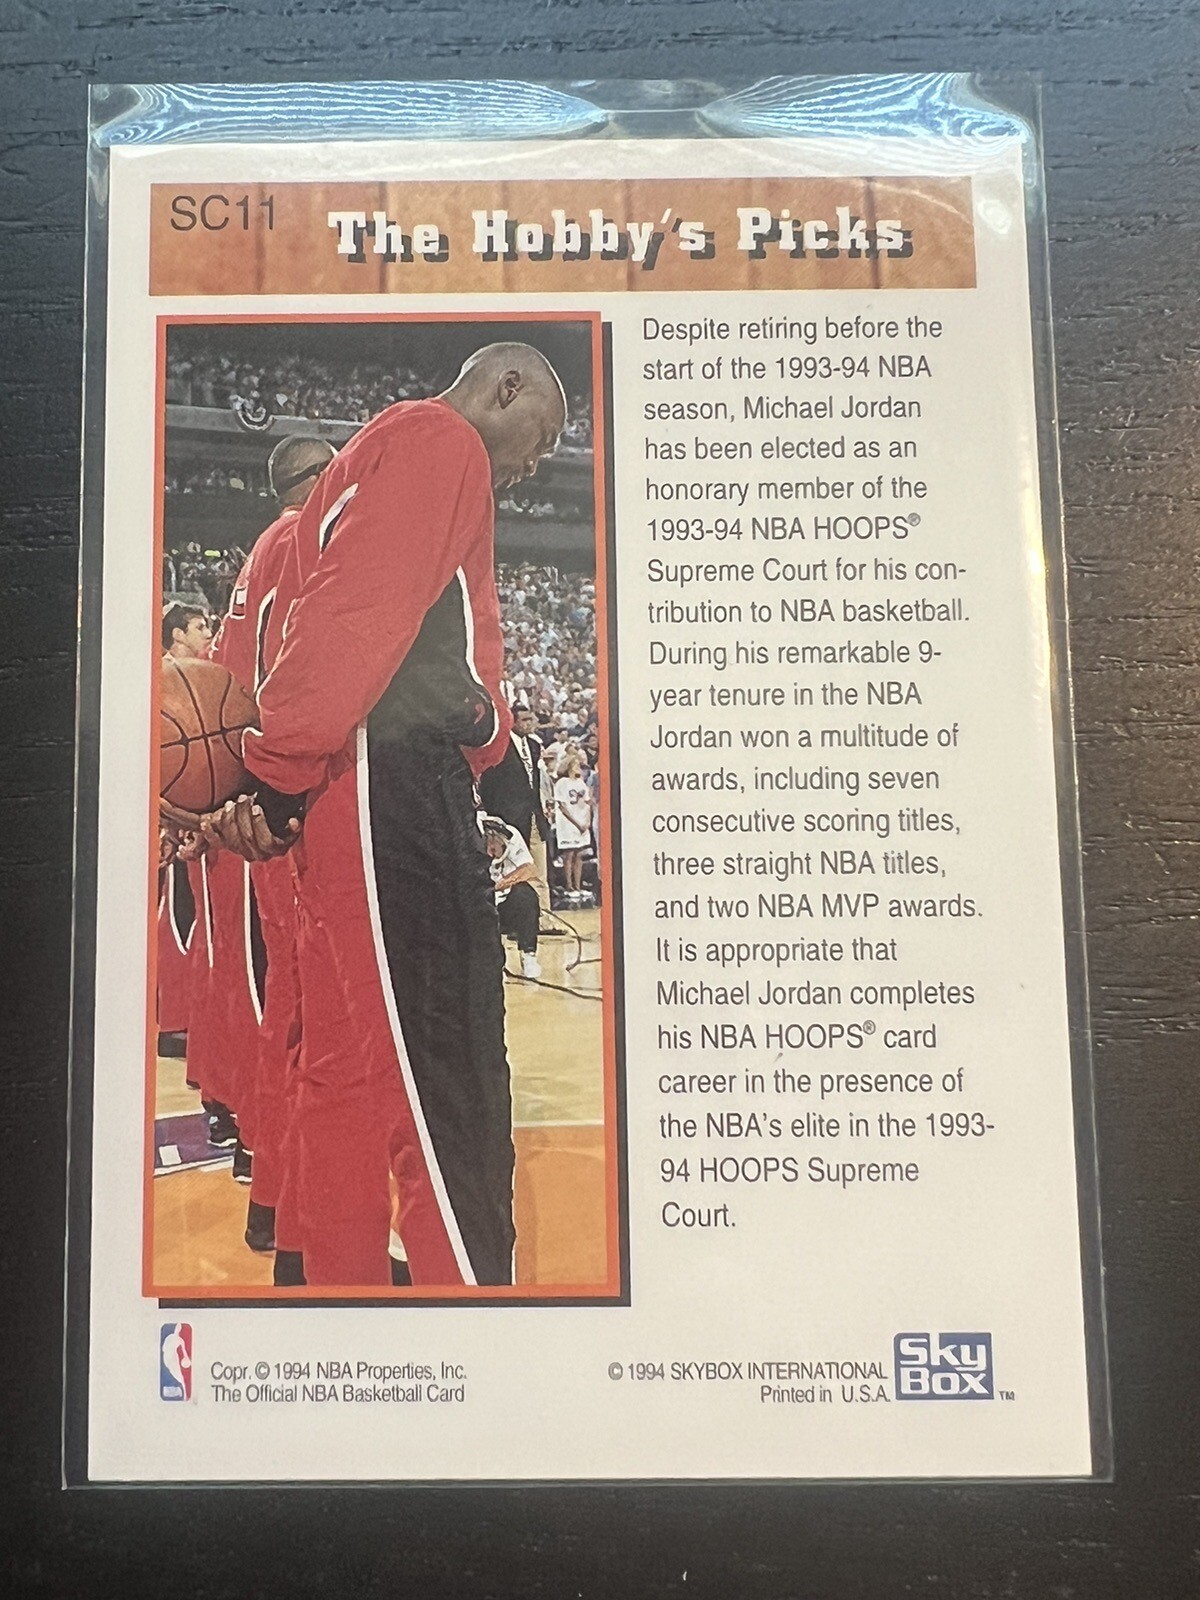 SC11
The Hobby's Picks
Despite retiring before the
start of the 1993-94 NBA
season, Michael Jordan
has been elected as an
honorary member of the
1993-94 NBA HOOPS®
Supreme Court for his con-
tribution to NBA basketball.
During his remarkable 9-
year tenure in the NBA
Jordan won a multitude of
awards, including seven
consecutive scoring titles,
three straight NBA titles,
and two NBA MVP awards.
It is appropriate that
Michael Jordan completes
his NBA HOOPS® card
career in the presence of
the NBA's elite in the 1993-
94 HOOPS Supreme
Court.
NBA
Copr. © 1994 NBA Properties, Inc.
The Official NBA Basketball Card
© 1994 SKYBOX INTERNATIONAL
Printed in U.S.A.
Sky
Box
TM